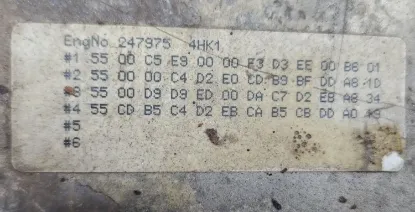 EngNo. 247975 4HK1
#1 55 00 C5 E9 00 00 E3 D3 EE 00 B6 01
#2 55 00 00 C4 D2 E0 CD B9 BF DD A8 1D
#3 55 00 D9 D9 ED 00 DA C7 D2 E8 A8 34
#4 55 CD B5 C4 D2 EB CA B5 CB DD A0
#5
#6